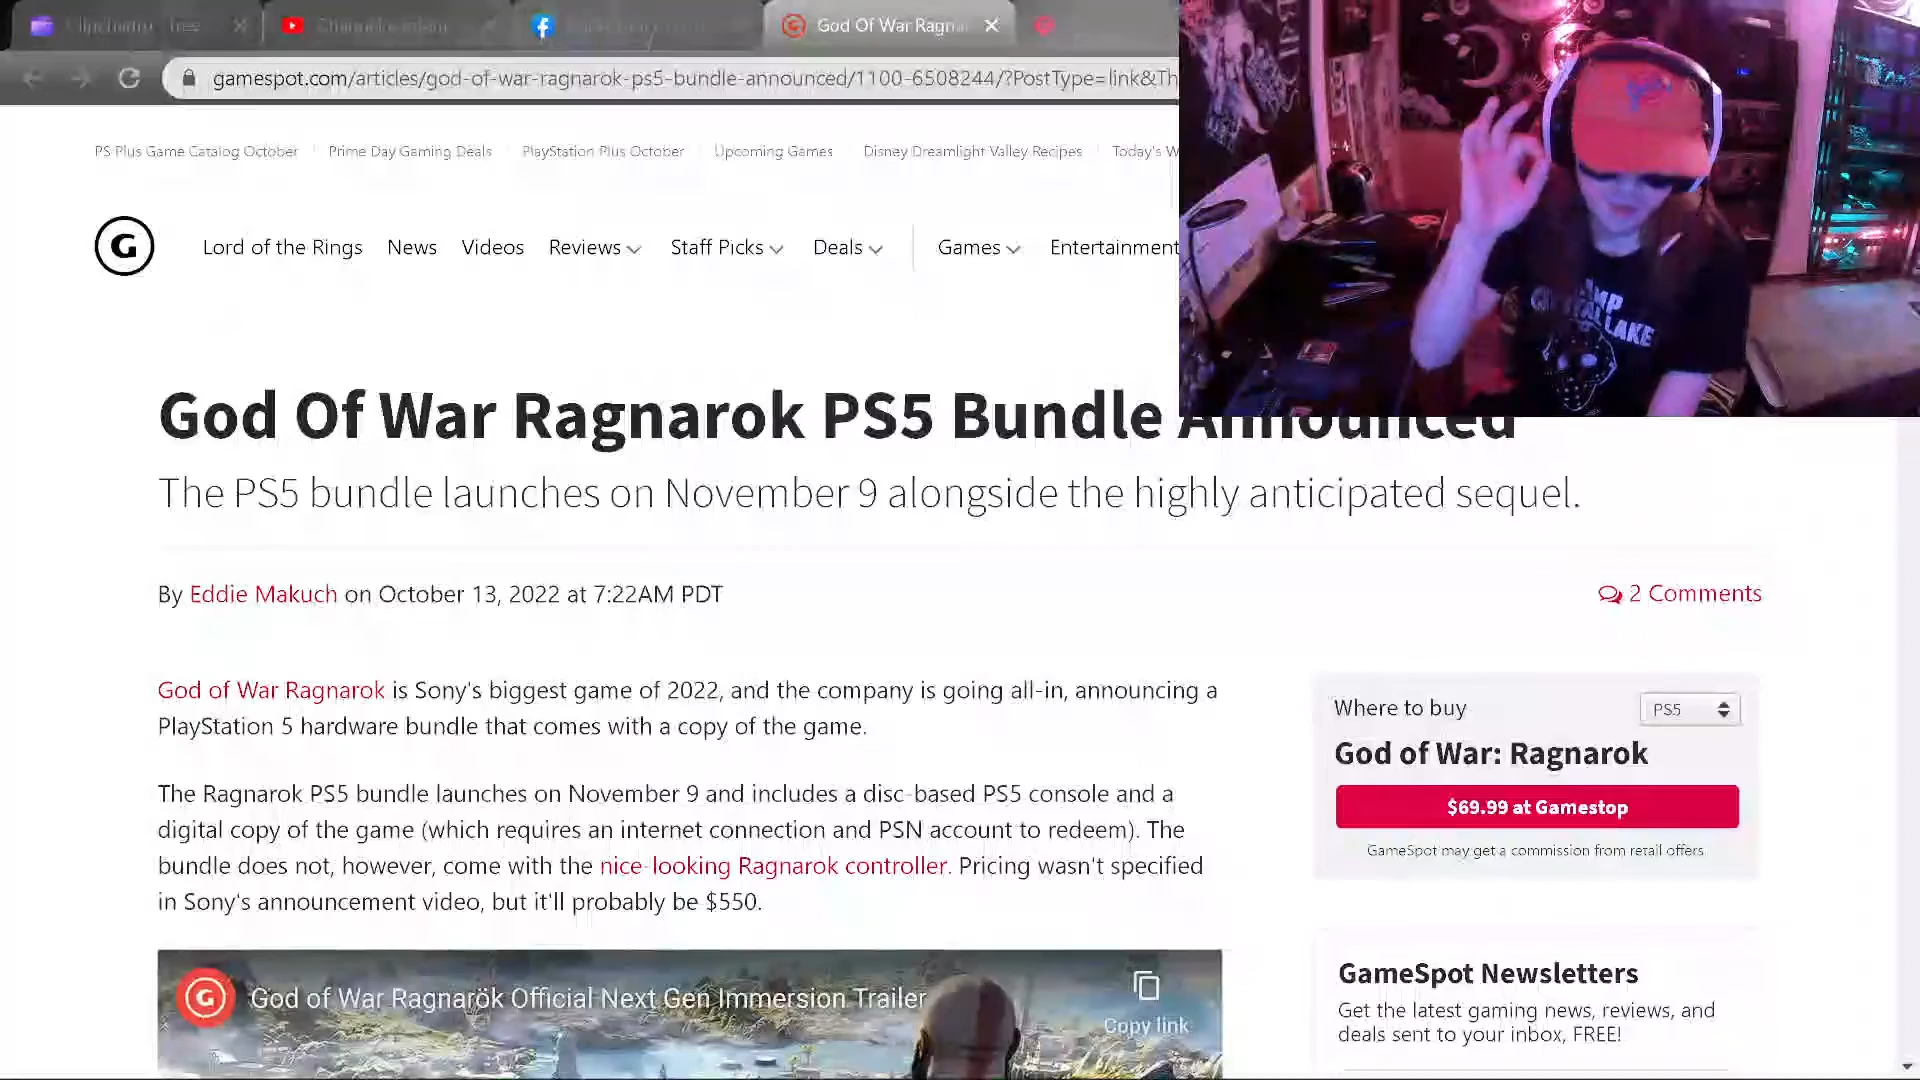 God Of War Ragna
gamespot.com/articles/god-of-war-ragnarok-ps5-bundle-announced/1100-6508244/?PostType=link&Th
PS Plus Game Catalog October
Prime Day Gaming Deals
PlayStation Plus October
Upcoming Games
Disney Dreamlight Valley Recipes
Today's W
G
Lord of the Rings
News
Videos
Reviews
Staff Picks
Deals
Games
Entertainment
LAKE
God Of War Ragnarok PS5 Bundle Announced
The PS5 bundle launches on November 9 alongside the highly anticipated sequel.
By Eddie Makuch on October 13, 2022 at 7:22AM PDT
2 Comments
God of War Ragnarok is Sony's biggest game of 2022, and the company is going all-in, announcing a
PlayStation 5 hardware bundle that comes with a copy of the game.
The Ragnarok PS5 bundle launches on November 9 and includes a disc-based PS5 console and a
digital copy of the game (which requires an internet connection and PSN account to redeem). The
bundle does not, however, come with the nice-looking Ragnarok controller. Pricing wasn't specified
in Sony's announcement video, but it'll probably be $550.
Where to buy
PS5
God of War: Ragnarok
$69.99 at Gamestop
GameSpot may get a commission from retail offers
G
God of War Ragnarök Official Next Gen Immersion Trailer
Copy link
GameSpot Newsletters
Get the latest gaming news, reviews, and
deals sent to your inbox, FREE!